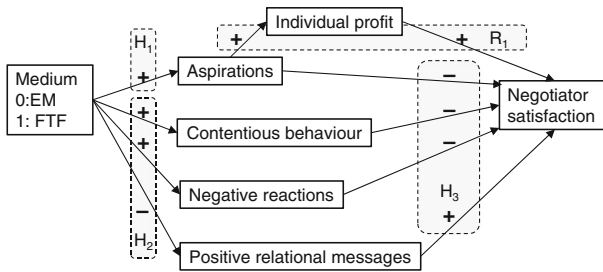 Individual profit
H1
+
+
R1
Medium
0:EM
1: FTF
+
Aspirations
−
Negotiator
satisfaction
+
−
Contentious behaviour
+
−
Negative reactions
H3
−
+
H2
Positive relational messages